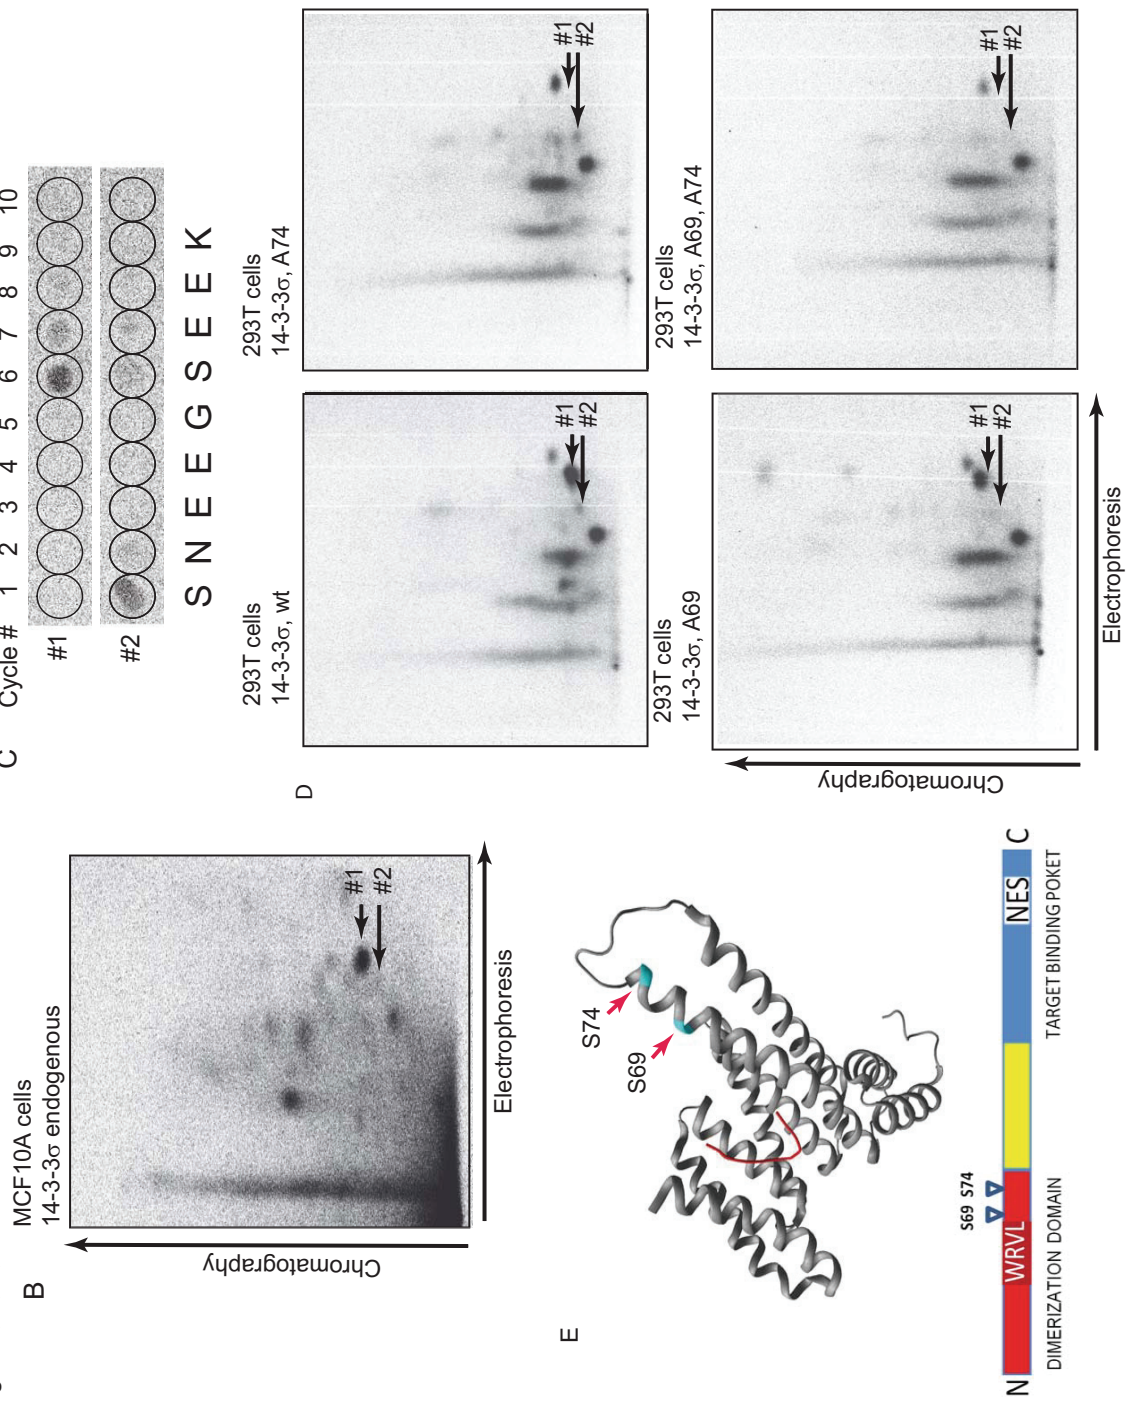 B
MCF10A cells
14-3-3σ endogenous
#1
#2
Chromatography
Electrophoresis
C
Cycle # 1 2 3 4 5 6 7 8 9 10
#1
#2
S N E E G S E E K
D
293T cells
14-3-3σ, wt
#1
#2
293T cells
14-3-3σ, A74
#1
#2
293T cells
14-3-3σ, A69
#1
#2
293T cells
14-3-3σ, A69, A74
#1
#2
Chromatography
Electrophoresis
E
S74
S69
S69 S74
N WRVL NES C
DIMERIZATION DOMAIN TARGET BINDING POKET